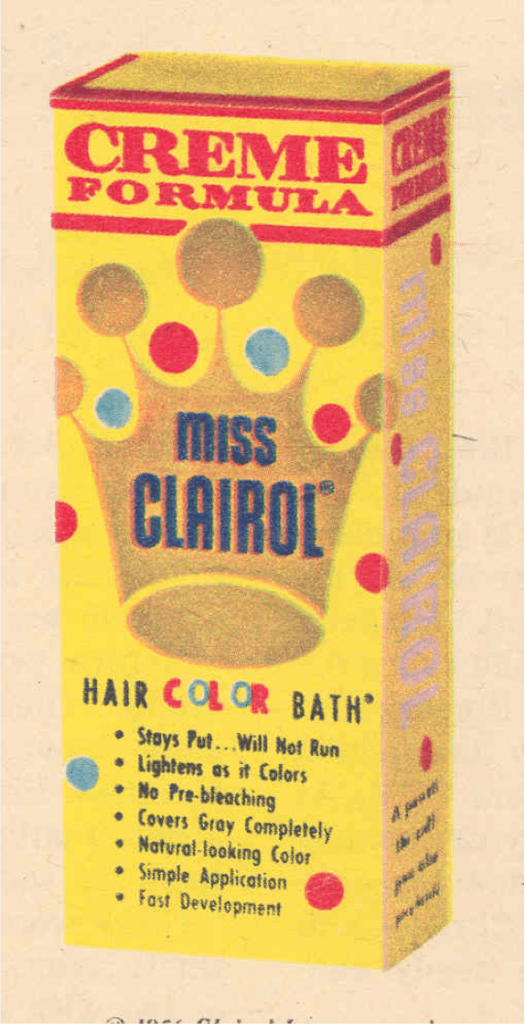 CREME
FORMULA
MISS
CLAIROL®
HAIR COLOR BATH®
• Stays Put...Will Not Run
• Lightens as it Colors
• No Pre-bleaching
• Covers Gray Completely
• Natural-looking Color
• Simple Application
• Fast Development
CREME
FORMULA
miss CLAIROL